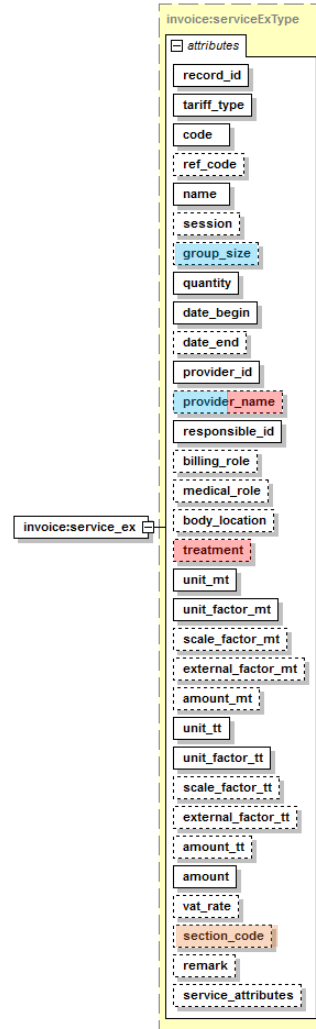 invoice:serviceExType
attributes
record_id
tariff_type
code
ref_code
name
session
group_size
quantity
date_begin
date_end
provider_id
provider_name
responsible_id
billing_role
medical_role
body_location
invoice:service_ex
treatment
unit_mt
unit_factor_mt
scale_factor_mt
external_factor_mt
amount_mt
unit_tt
unit_factor_tt
scale_factor_tt
external_factor_tt
amount_tt
amount
vat_rate
section_code
remark
service_attributes